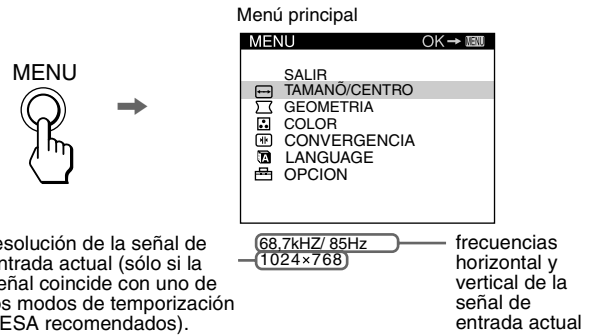 Menú principal
MENU
MENU OK→ MENU
SALIR
TAMANÕ/CENTRO
GEOMETRIA
COLOR
CONVERGENCIA
LANGUAGE
OPCION
68,7kHZ/ 85Hz
1024×768
esolución de la señal de
ntrada actual (sólo si la
eñal coincide con uno de
os modos de temporización
ESA recomendados).
frecuencias
horizontal y
vertical de la
señal de
entrada actual